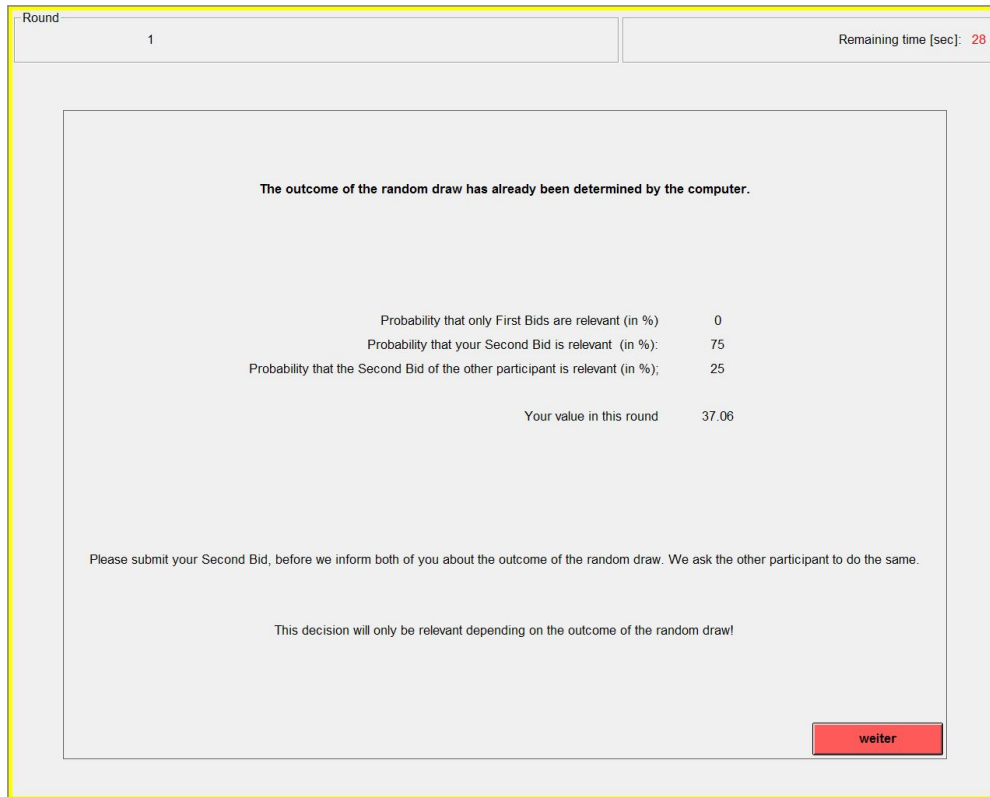 Round
1
Remaining time [sec]: 28
The outcome of the random draw has already been determined by the computer.
Probability that only First Bids are relevant (in %) 0
Probability that your Second Bid is relevant (in %): 75
Probability that the Second Bid of the other participant is relevant (in %); 25
Your value in this round 37.06
Please submit your Second Bid, before we inform both of you about the outcome of the random draw. We ask the other participant to do the same.
This decision will only be relevant depending on the outcome of the random draw!
weiter